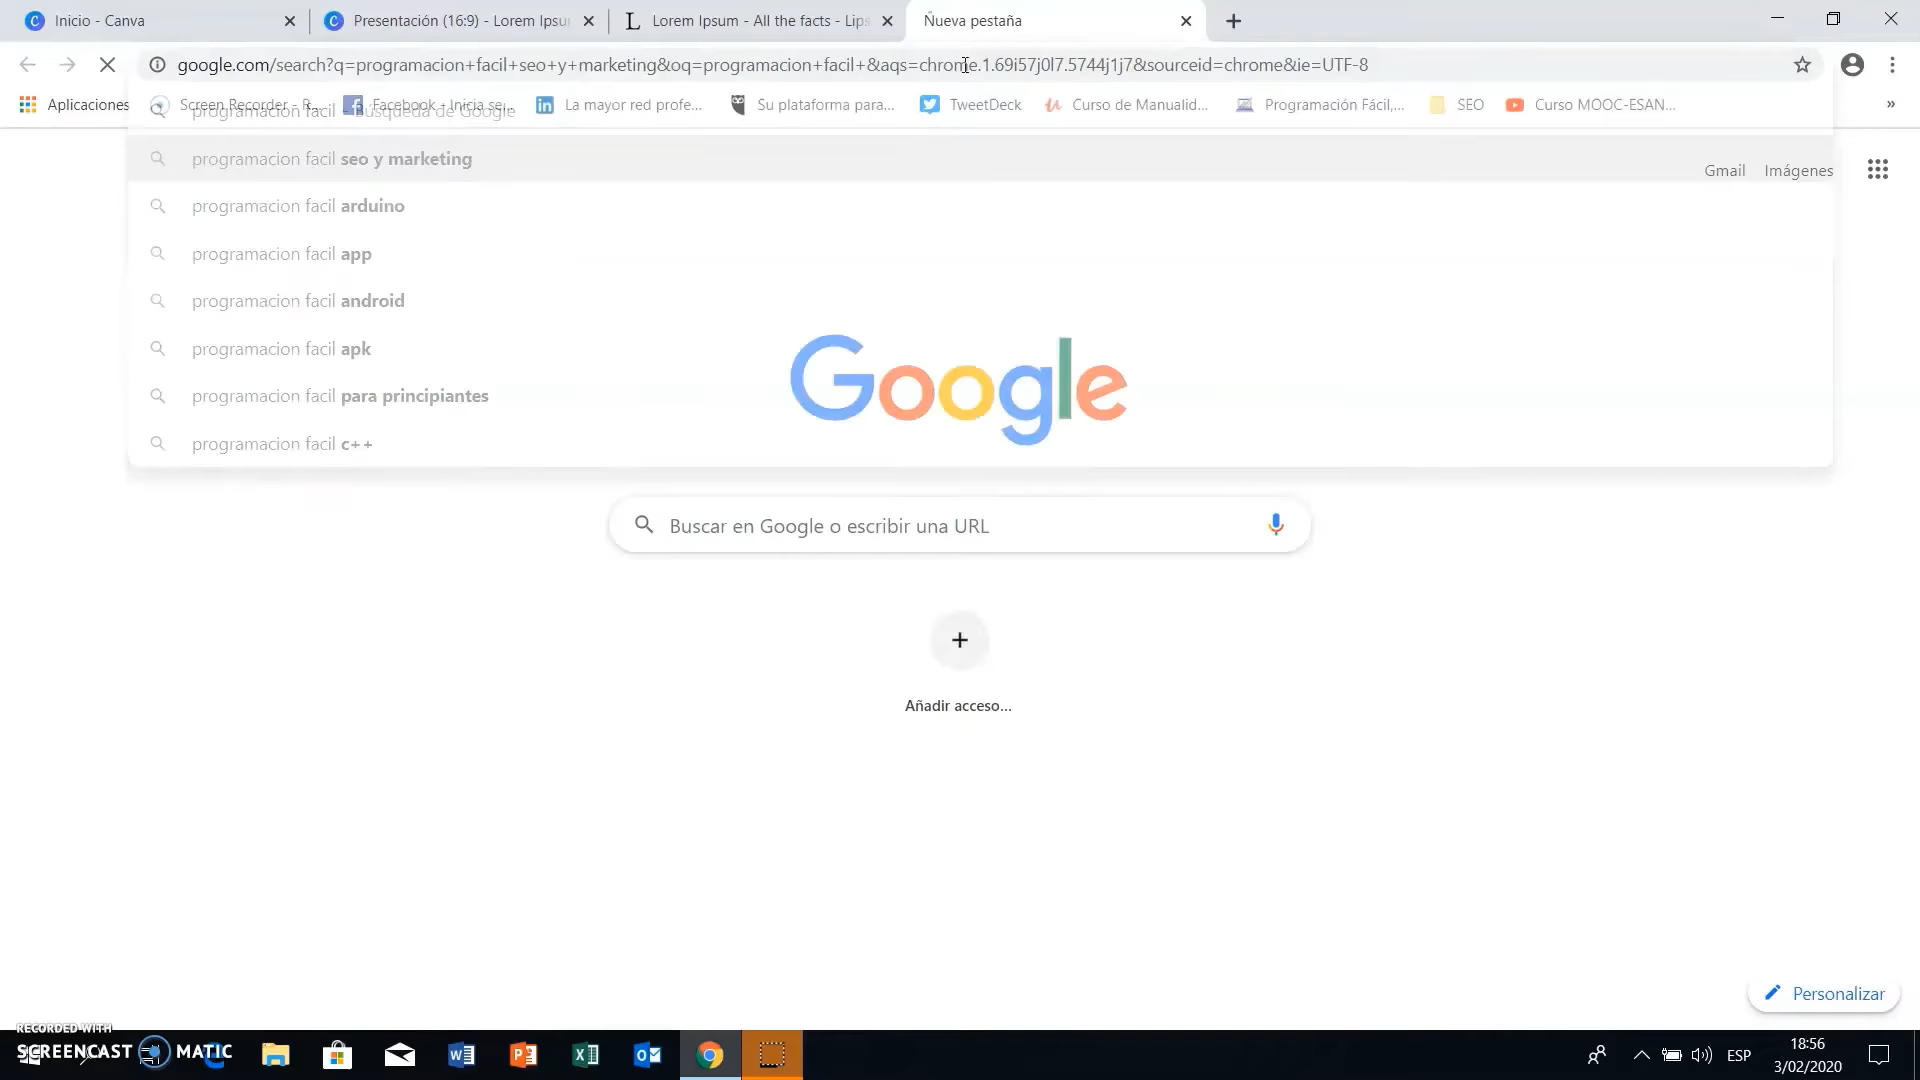 Inicio - Canva
Presentación (16:9) - Lorem Ipsu
Lorem Ipsum - All the facts - Lips
Nueva pestaña
google.com/search?q=programacion+facil+seo+y+marketing&oq=programacion+facil+&aqs=chrome.1.69i57j0l7.5744j1j7&sourceid=chrome&ie=UTF-8
Aplicaciones
Screen Recorder - R...
Facebook - Inicia se...
La mayor red profe...
Su plataforma para...
TweetDeck
Curso de Manualid...
Programación Fácil,...
SEO
Curso MOOC-ESAN...
»
programacion facil - Búsqueda de Google
programacion facil seo y marketing
Gmail Imágenes
programacion facil arduino
programacion facil app
programacion facil android
programacion facil apk
programacion facil para principiantes
programacion facil c++
Google
Buscar en Google o escribir una URL
Añadir acceso...
Personalizar
RECORDED WITH
SCREENCAST MATIC
ESP
18:56
3/02/2020